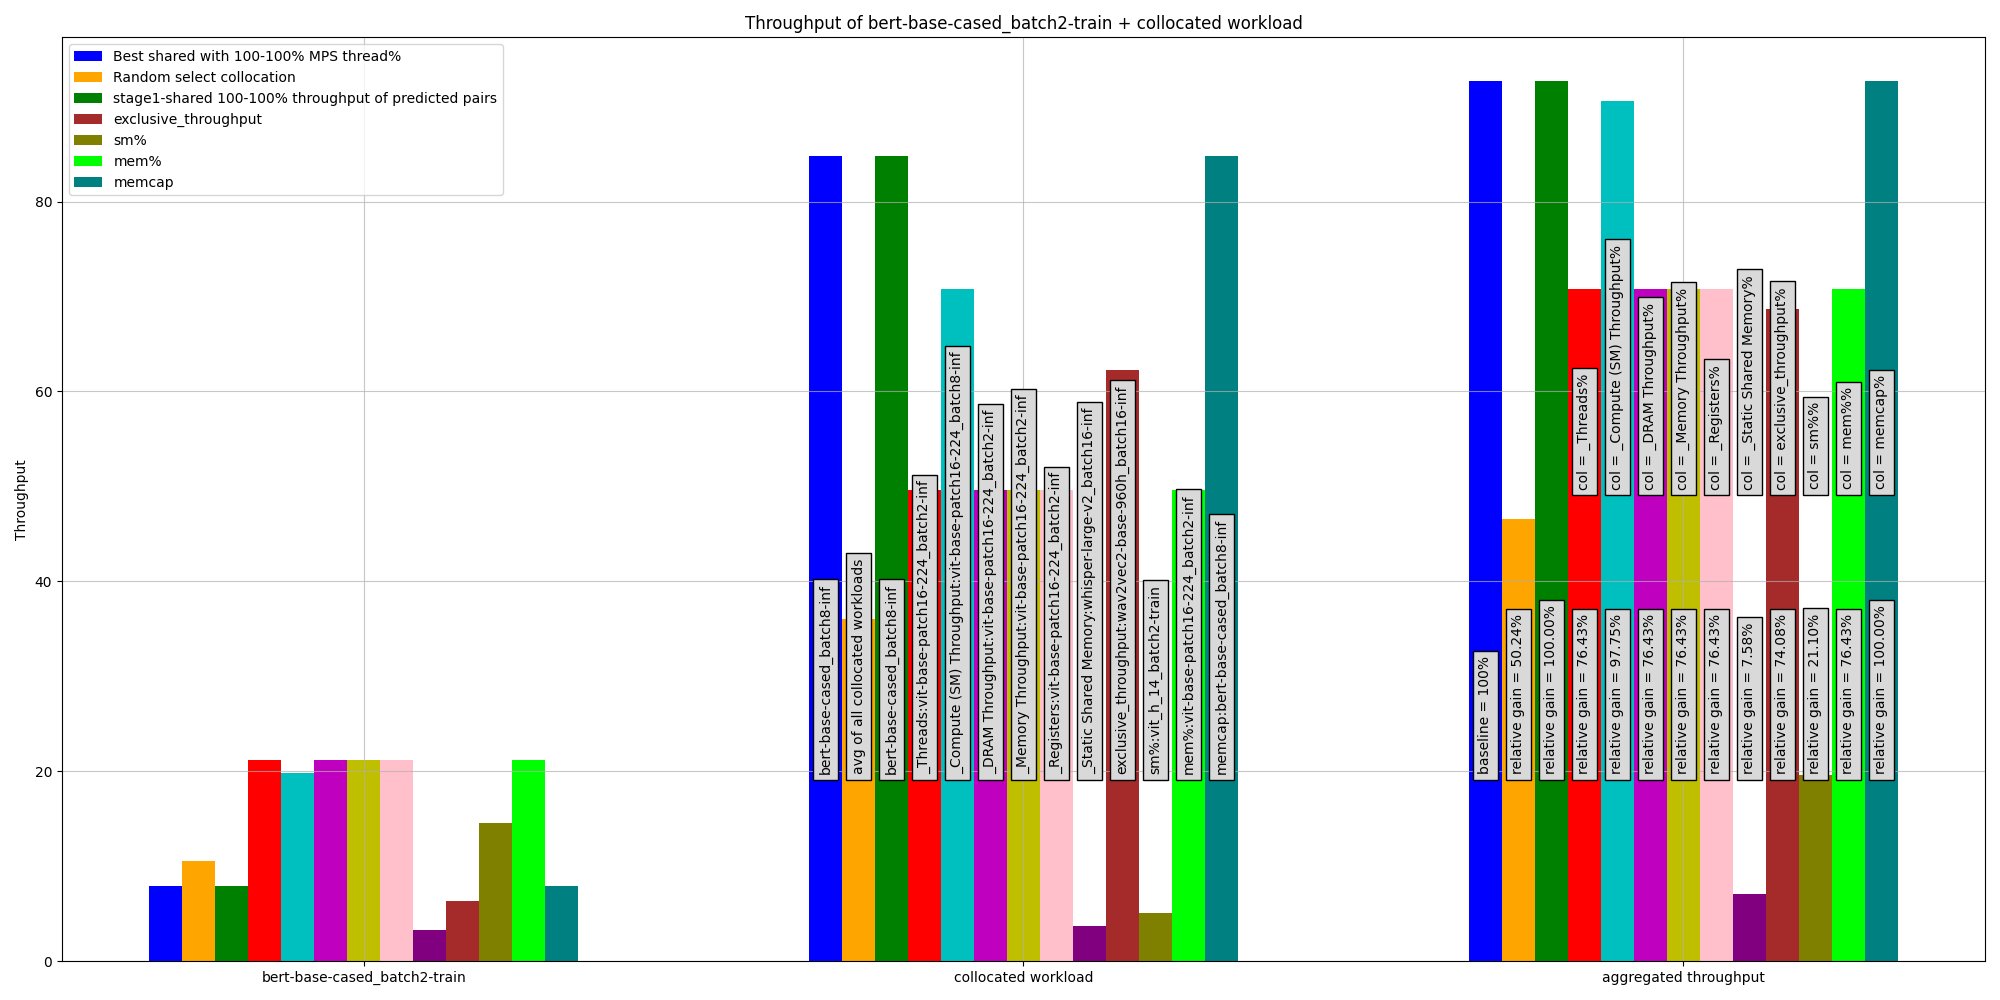 Throughput of bert-base-cased_batch2-train + collocated workload
Best shared with 100-100% MPS thread%
Random select collocation
stage1-shared 100-100% throughput of predicted pairs
exclusive_throughput
sm%
mem%
memcap
Throughput
80
60
40
20
0
bert-base-cased_batch8-inf
avg of all collocated workloads
bert-base-cased_batch8-inf
_Threads:vit-base-patch16-224_batch2-inf
_Compute (SM) Throughput:vit-base-patch16-224_batch8-inf
_DRAM Throughput:vit-base-patch16-224_batch2-inf
_Memory Throughput:vit-base-patch16-224_batch2-inf
_Registers:vit-base-patch16-224_batch2-inf
_Static Shared Memory:whisper-large-v2_batch16-inf
exclusive_throughput:wav2vec2-base-960h_batch16-inf
sm%:vit_h_14_batch2-train
mem%:vit-base-patch16-224_batch2-inf
memcap:bert-base-cased_batch8-inf
col = _Threads%
col = _Compute (SM) Throughput%
col = _DRAM Throughput%
col = _Memory Throughput%
col = _Registers%
col = _Static Shared Memory%
col = exclusive_throughput%
col = sm%%
col = mem%%
col = memcap%
baseline = 100%
relative gain = 50.24%
relative gain = 100.00%
relative gain = 76.43%
relative gain = 97.75%
relative gain = 76.43%
relative gain = 76.43%
relative gain = 76.43%
relative gain = 7.58%
relative gain = 74.08%
relative gain = 21.10%
relative gain = 76.43%
relative gain = 100.00%
bert-base-cased_batch2-train
collocated workload
aggregated throughput